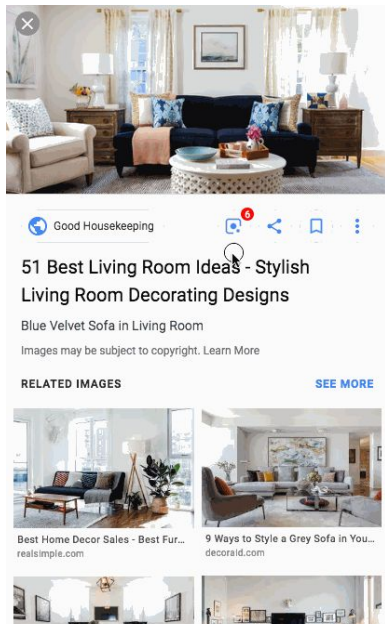 6
Good Housekeeping
51 Best Living Room Ideas - Stylish
Living Room Decorating Designs
Blue Velvet Sofa in Living Room
Images may be subject to copyright. Learn More
RELATED IMAGES
SEE MORE
Best Home Decor Sales - Best Fur...
realsimple.com
9 Ways to Style a Grey Sofa in You...
decoraid.com